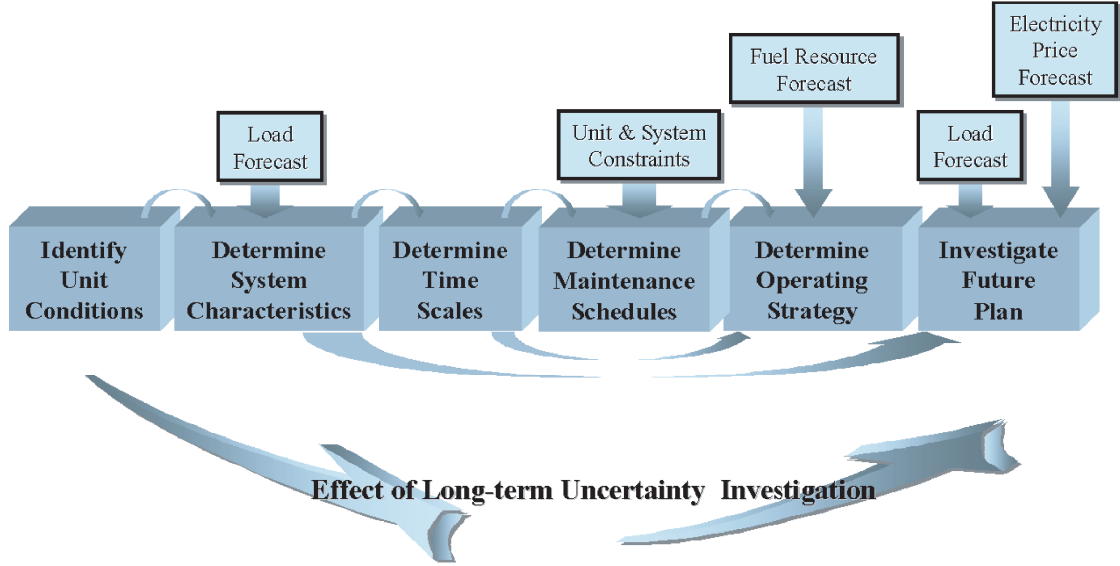 Electricity
Price
Forecast
Fuel Resource
Forecast
Load
Forecast
Unit & System
Constraints
Load
Forecast
Identify
Unit
Conditions
Determine
System
Characteristics
Determine
Time
Scales
Determine
Maintenance
Schedules
Determine
Operating
Strategy
Investigate
Future
Plan
Effect of Long-term Uncertainty Investigation